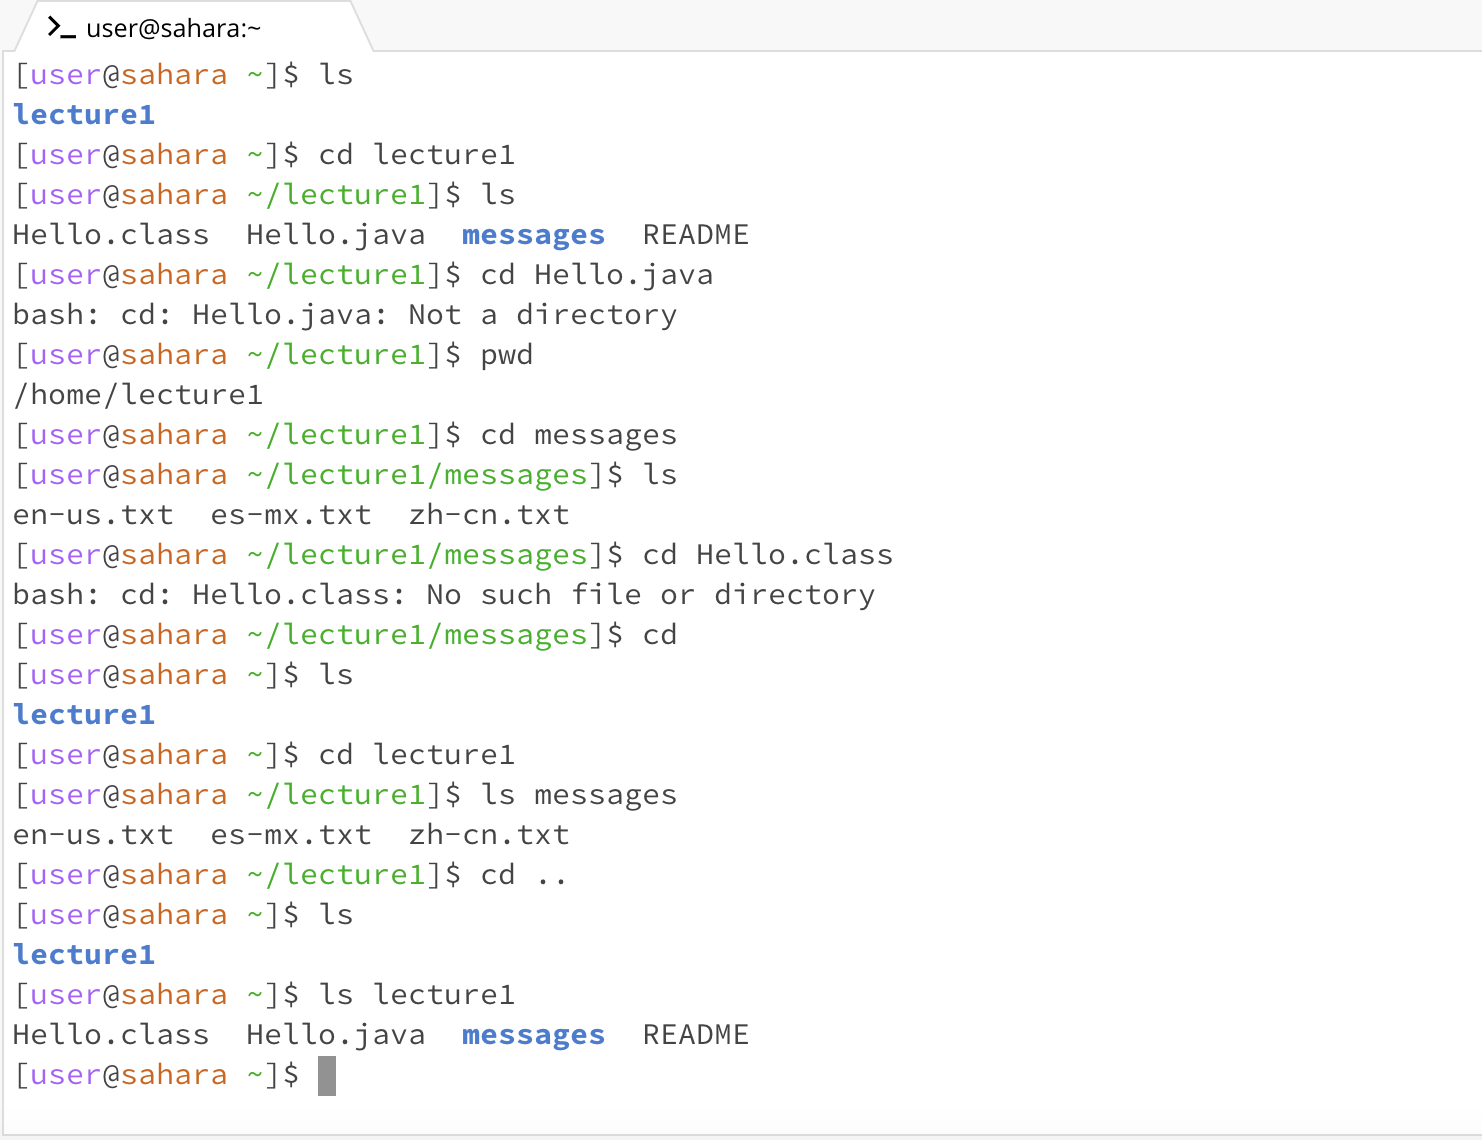 >_ user@sahara:~
[user@sahara ~]$ ls
lecture1
[user@sahara ~]$ cd lecture1
[user@sahara ~/lecture1]$ ls
Hello.class  Hello.java  messages  README
[user@sahara ~/lecture1]$ cd Hello.java
bash: cd: Hello.java: Not a directory
[user@sahara ~/lecture1]$ pwd
/home/lecture1
[user@sahara ~/lecture1]$ cd messages
[user@sahara ~/lecture1/messages]$ ls
en-us.txt  es-mx.txt  zh-cn.txt
[user@sahara ~/lecture1/messages]$ cd Hello.class
bash: cd: Hello.class: No such file or directory
[user@sahara ~/lecture1/messages]$ cd
[user@sahara ~]$ ls
lecture1
[user@sahara ~]$ cd lecture1
[user@sahara ~/lecture1]$ ls messages
en-us.txt  es-mx.txt  zh-cn.txt
[user@sahara ~/lecture1]$ cd ..
[user@sahara ~]$ ls
lecture1
[user@sahara ~]$ ls lecture1
Hello.class  Hello.java  messages  README
[user@sahara ~]$